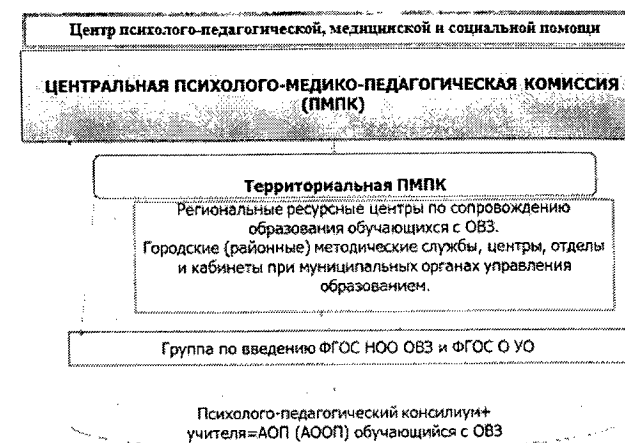 Центр психолого-педагогической, медицинской и социальной помощи
ЦЕНТРАЛЬНАЯ ПСИХОЛОГО-МЕДИКО-ПЕДАГОГИЧЕСКАЯ КОМИССИЯ
(ПМПК)
Территориальная ПМПК
Региональные ресурсные центры по сопровождению
образования обучающихся с ОВЗ.
Городские (районные) методические службы, центры, отделы
и кабинеты при муниципальных органах управления
образованием.
Группа по введению ФГОС НОО ОВЗ и ФГОС О УО
Психолого-педагогический консилиум+
учителя=АОП (АООП) обучающийся с ОВЗ